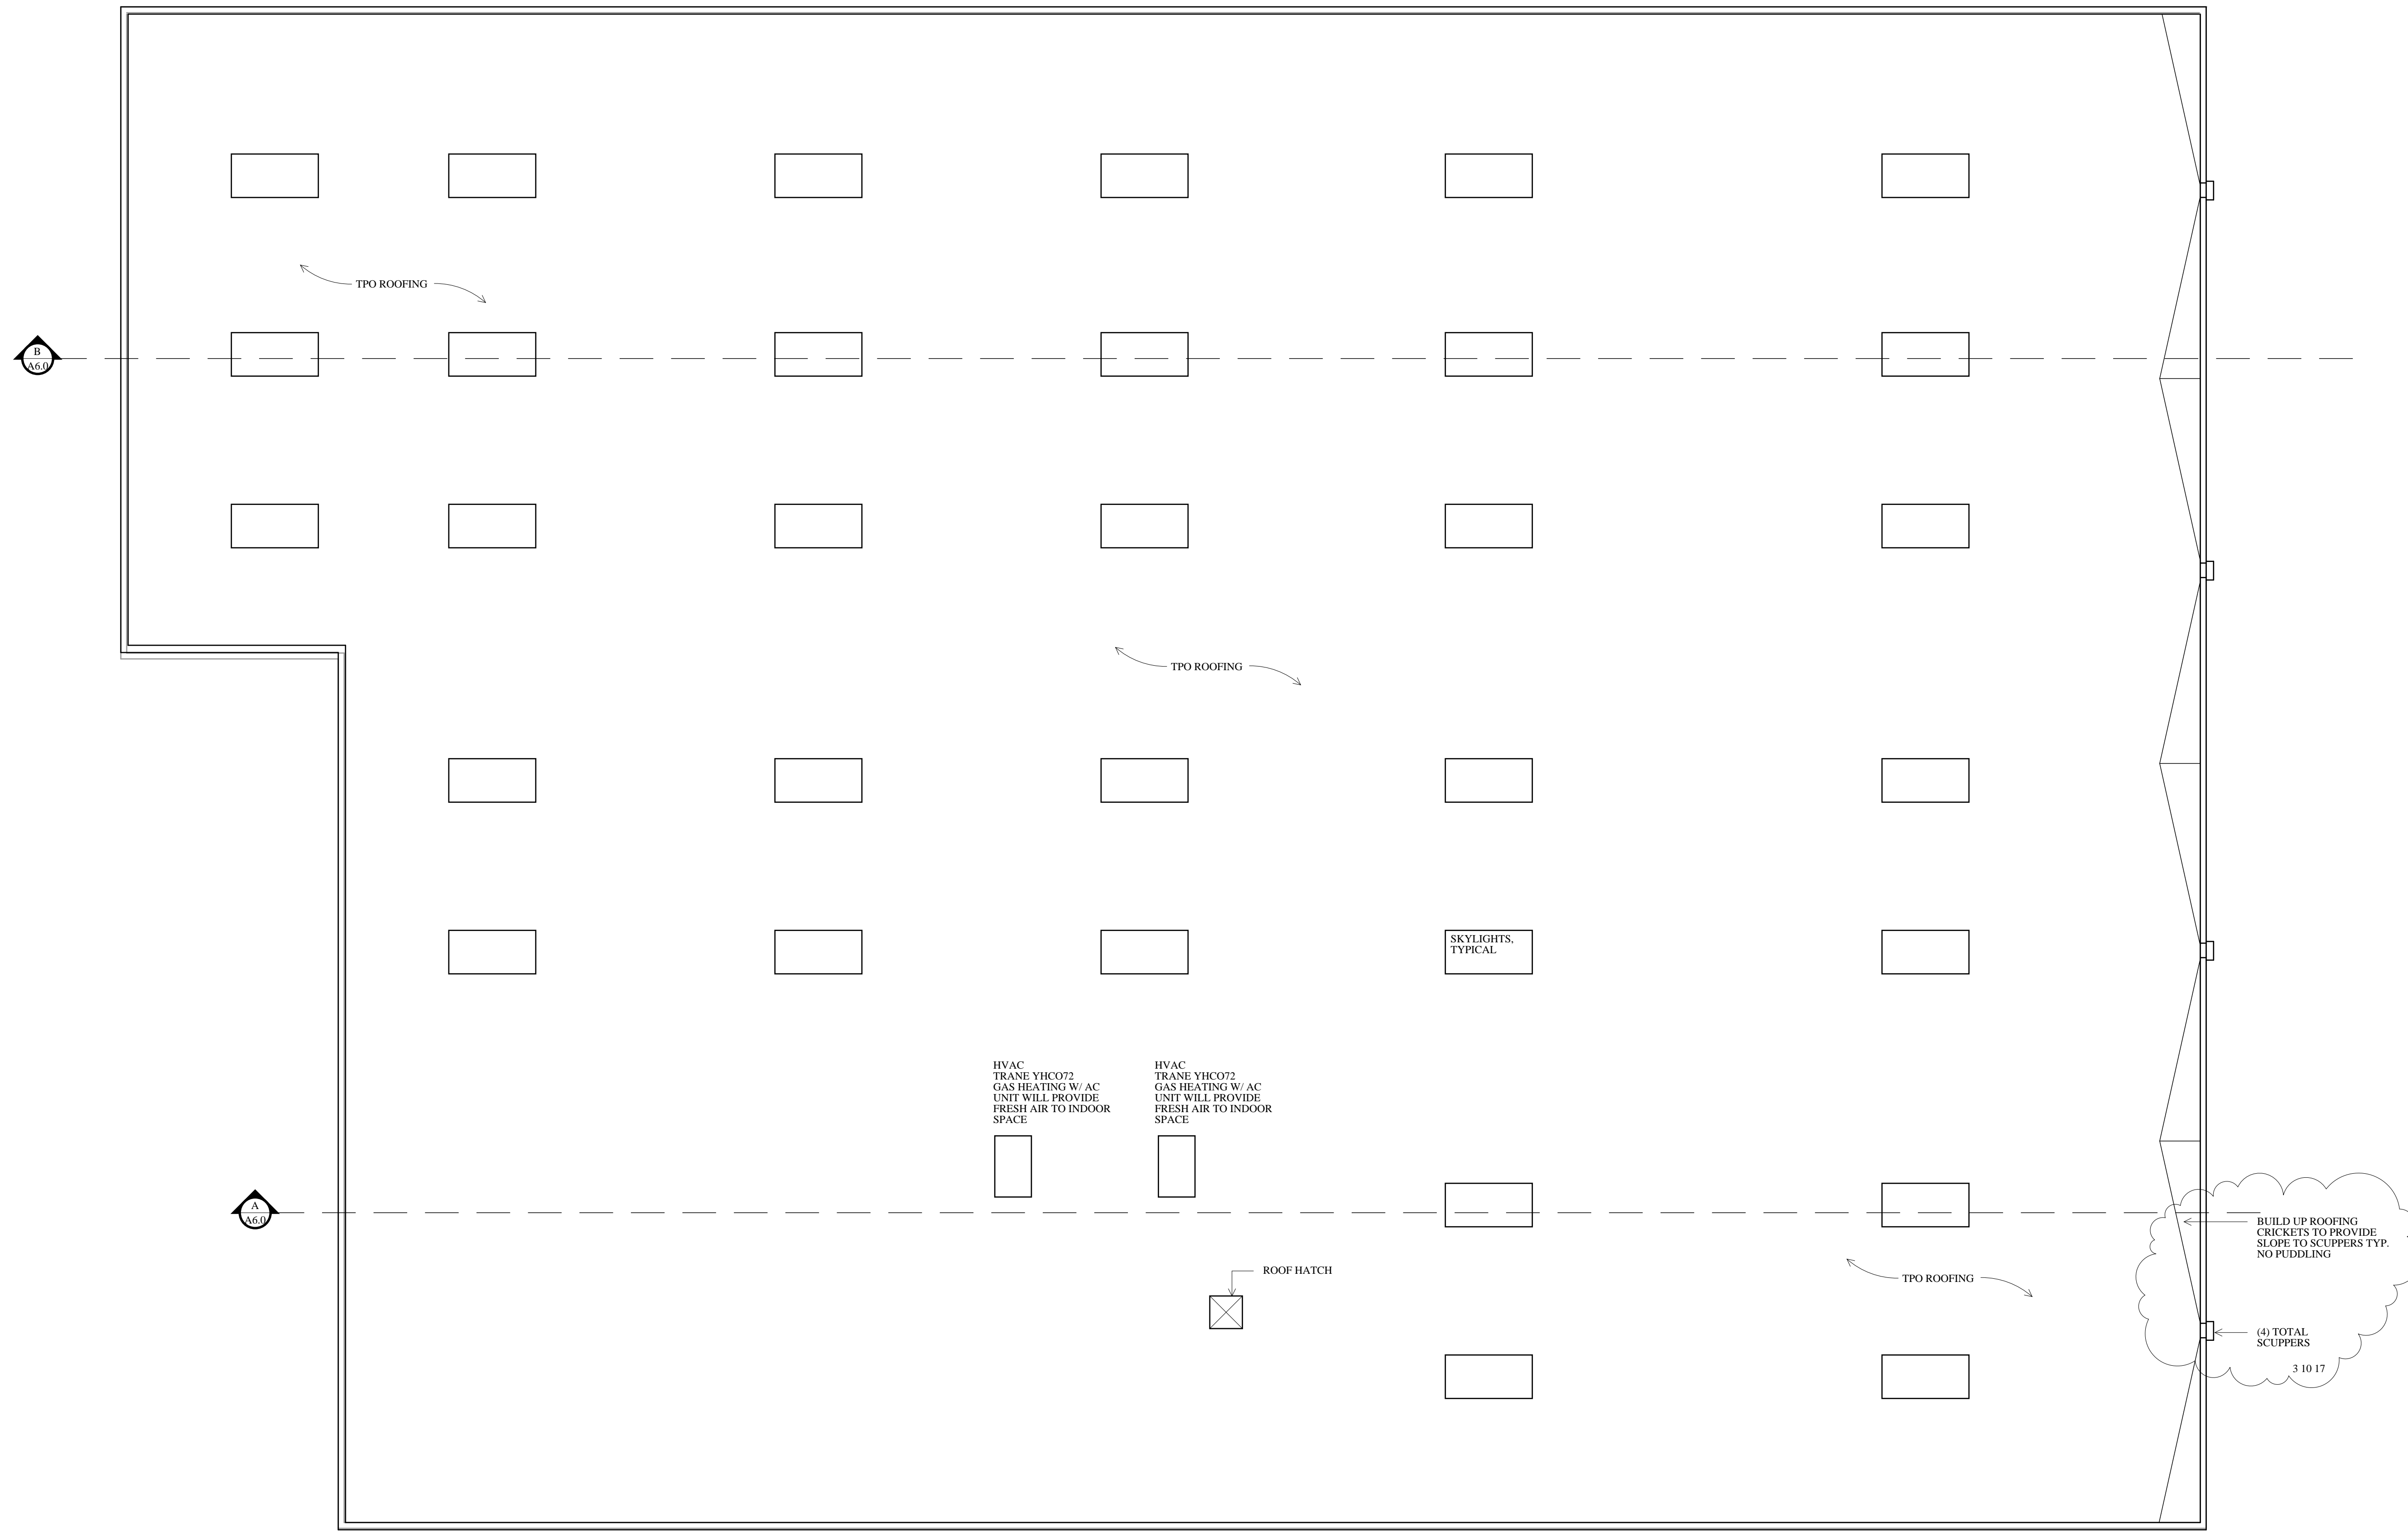 TPO ROOFING
B
A6.0
TPO ROOFING
SKYLIGHTS,
TYPICAL
HVAC
TRANE YHCO72
GAS HEATING W/ AC
UNIT WILL PROVIDE
FRESH AIR TO INDOOR
SPACE
HVAC
TRANE YHCO72
GAS HEATING W/ AC
UNIT WILL PROVIDE
FRESH AIR TO INDOOR
SPACE
A
A6.0
BUILD UP ROOFING
CRICKETS TO PROVIDE
SLOPE TO SCUPPERS TYP.
NO PUDDLING
ROOF HATCH
TPO ROOFING
(4) TOTAL
SCUPPERS
3 10 17